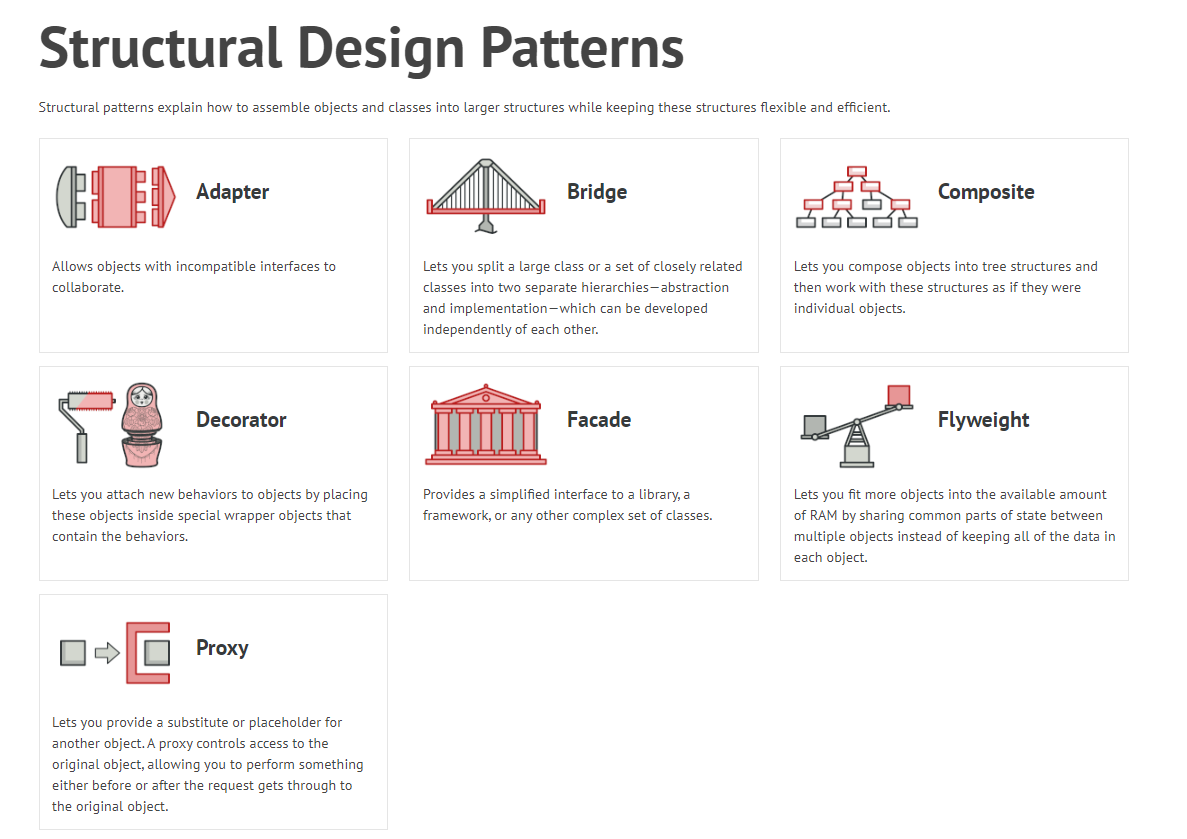 Structural Design Patterns
Structural patterns explain how to assemble objects and classes into larger structures while keeping these structures flexible and efficient.
Adapter
Allows objects with incompatible interfaces to
collaborate.
Bridge
Lets you split a large class or a set of closely related
classes into two separate hierarchies—abstraction
and implementation—which can be developed
independently of each other.
Composite
Lets you compose objects into tree structures and
then work with these structures as if they were
individual objects.
Decorator
Lets you attach new behaviors to objects by placing
these objects inside special wrapper objects that
contain the behaviors.
Facade
Provides a simplified interface to a library, a
framework, or any other complex set of classes.
Flyweight
Lets you fit more objects into the available amount
of RAM by sharing common parts of state between
multiple objects instead of keeping all of the data in
each object.
Proxy
Lets you provide a substitute or placeholder for
another object. A proxy controls access to the
original object, allowing you to perform something
either before or after the request gets through to
the original object.